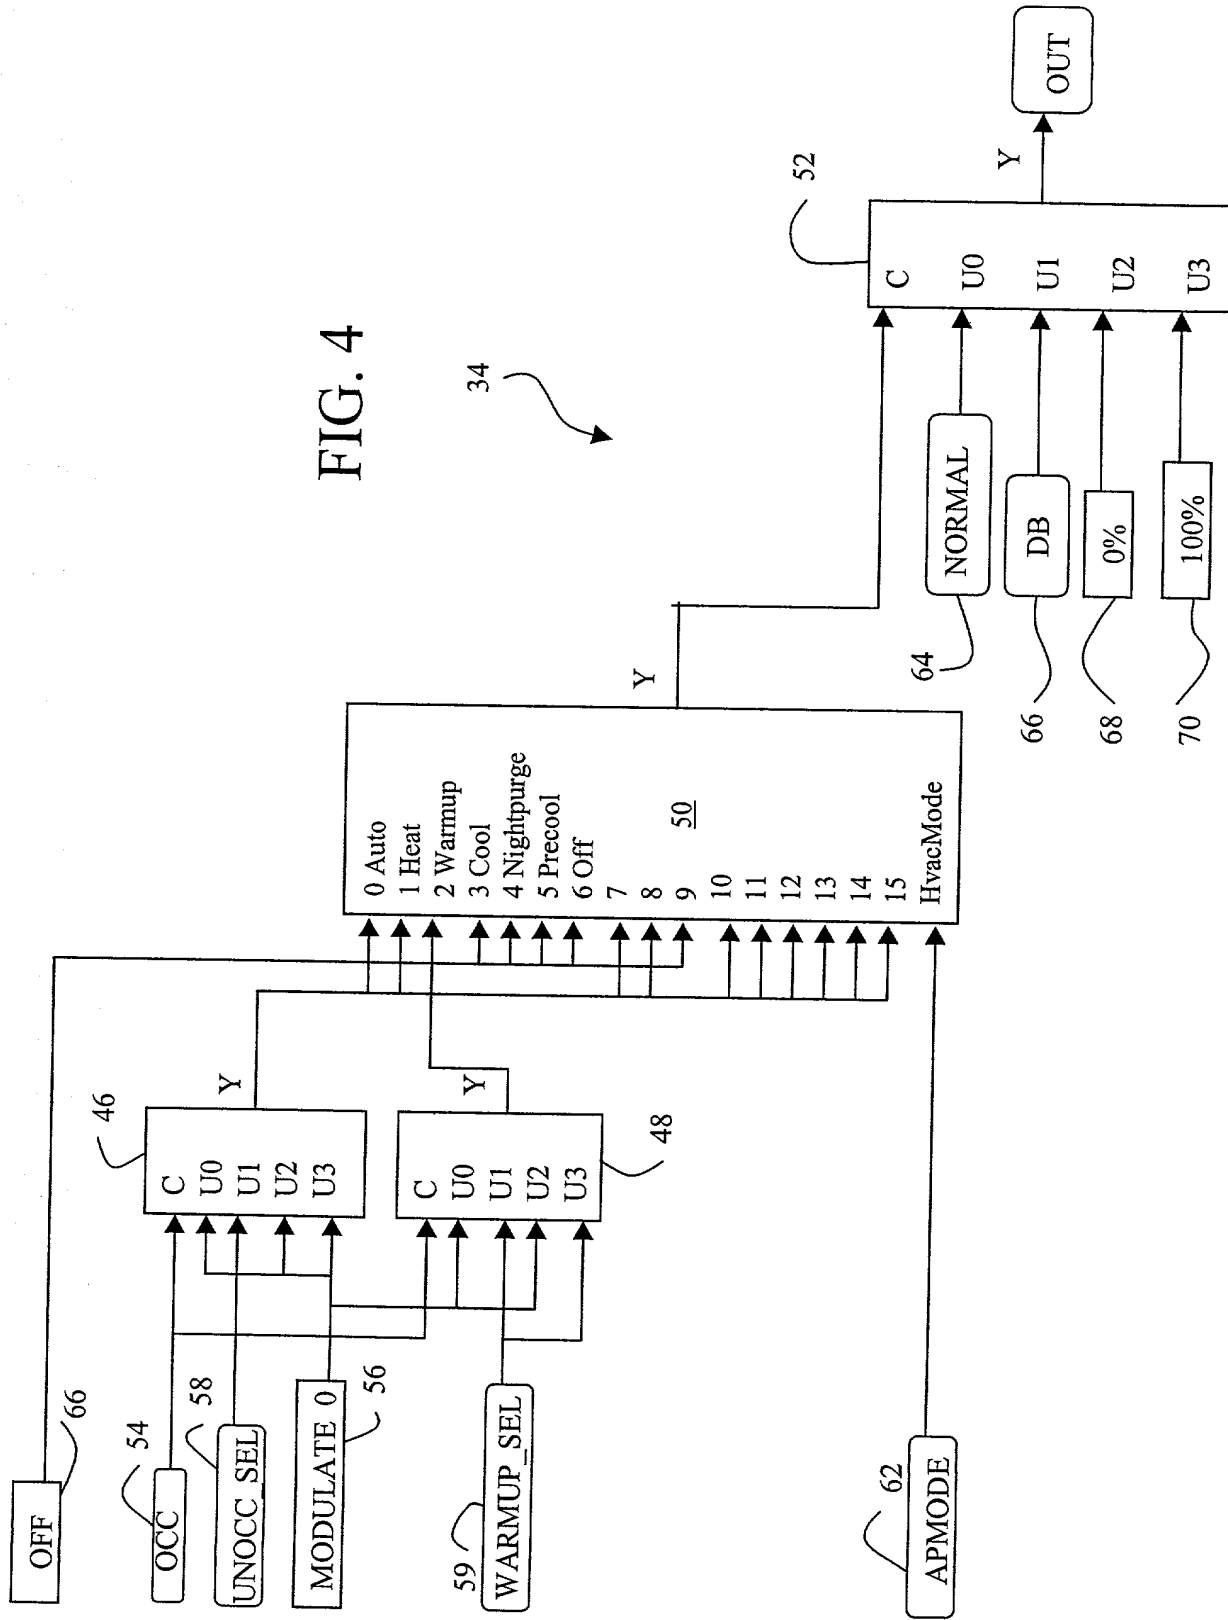 FIG. 4
34
OFF
66
OCC
54
UNOCC_SEL
58
MODULATE 0
56
WARMUP_SEL
59
APMODE
62
46
C
U0
U1
U2
U3
Y
48
C
U0
U1
U2
U3
Y
0 Auto
1 Heat
2 Warmup
3 Cool
4 Nightpurge
5 Precool
6 Off
7
8
9
10
11
12
13
14
15
HvacMode
50
Y
NORMAL
64
DB
66
0%
68
100%
70
52
C
U0
U1
U2
U3
Y
OUT